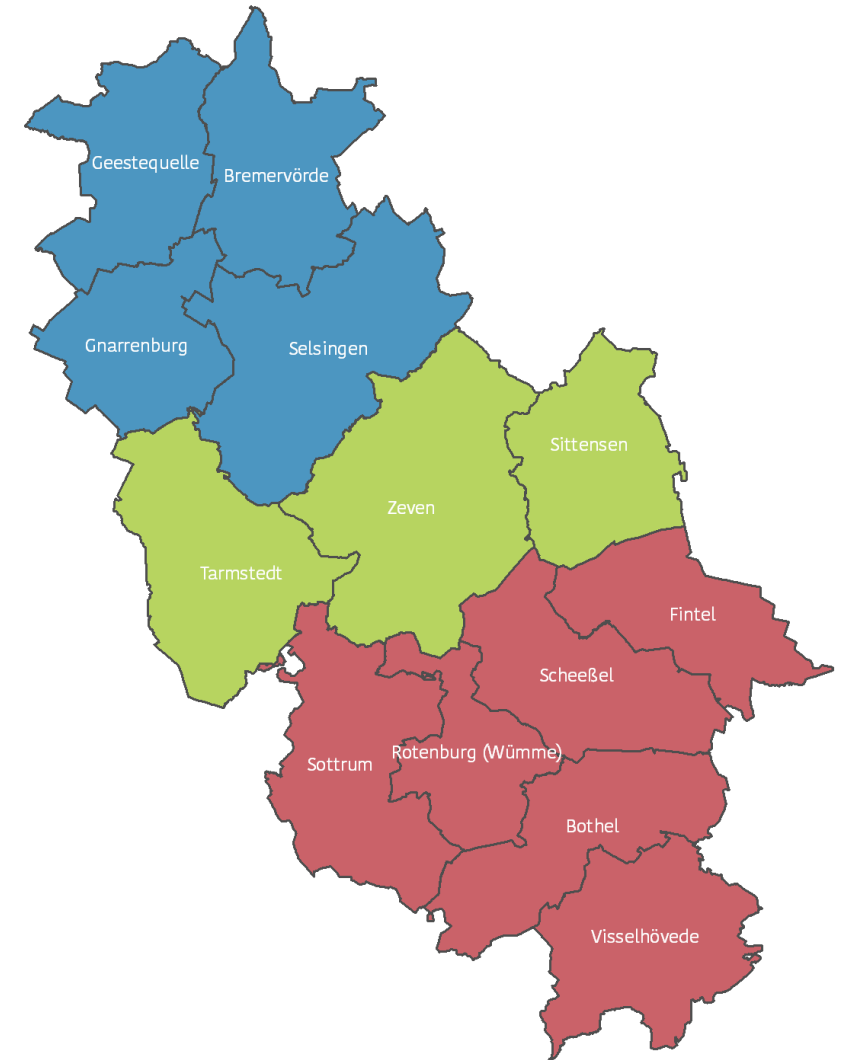 Geestequelle
Bremervörde
Gnarrenburg
Selsingen
Sittensen
Zeven
Tarmstedt
Fintel
Scheeßel
Rotenburg (Wümme)
Sottrum
Bothel
Visselhövede